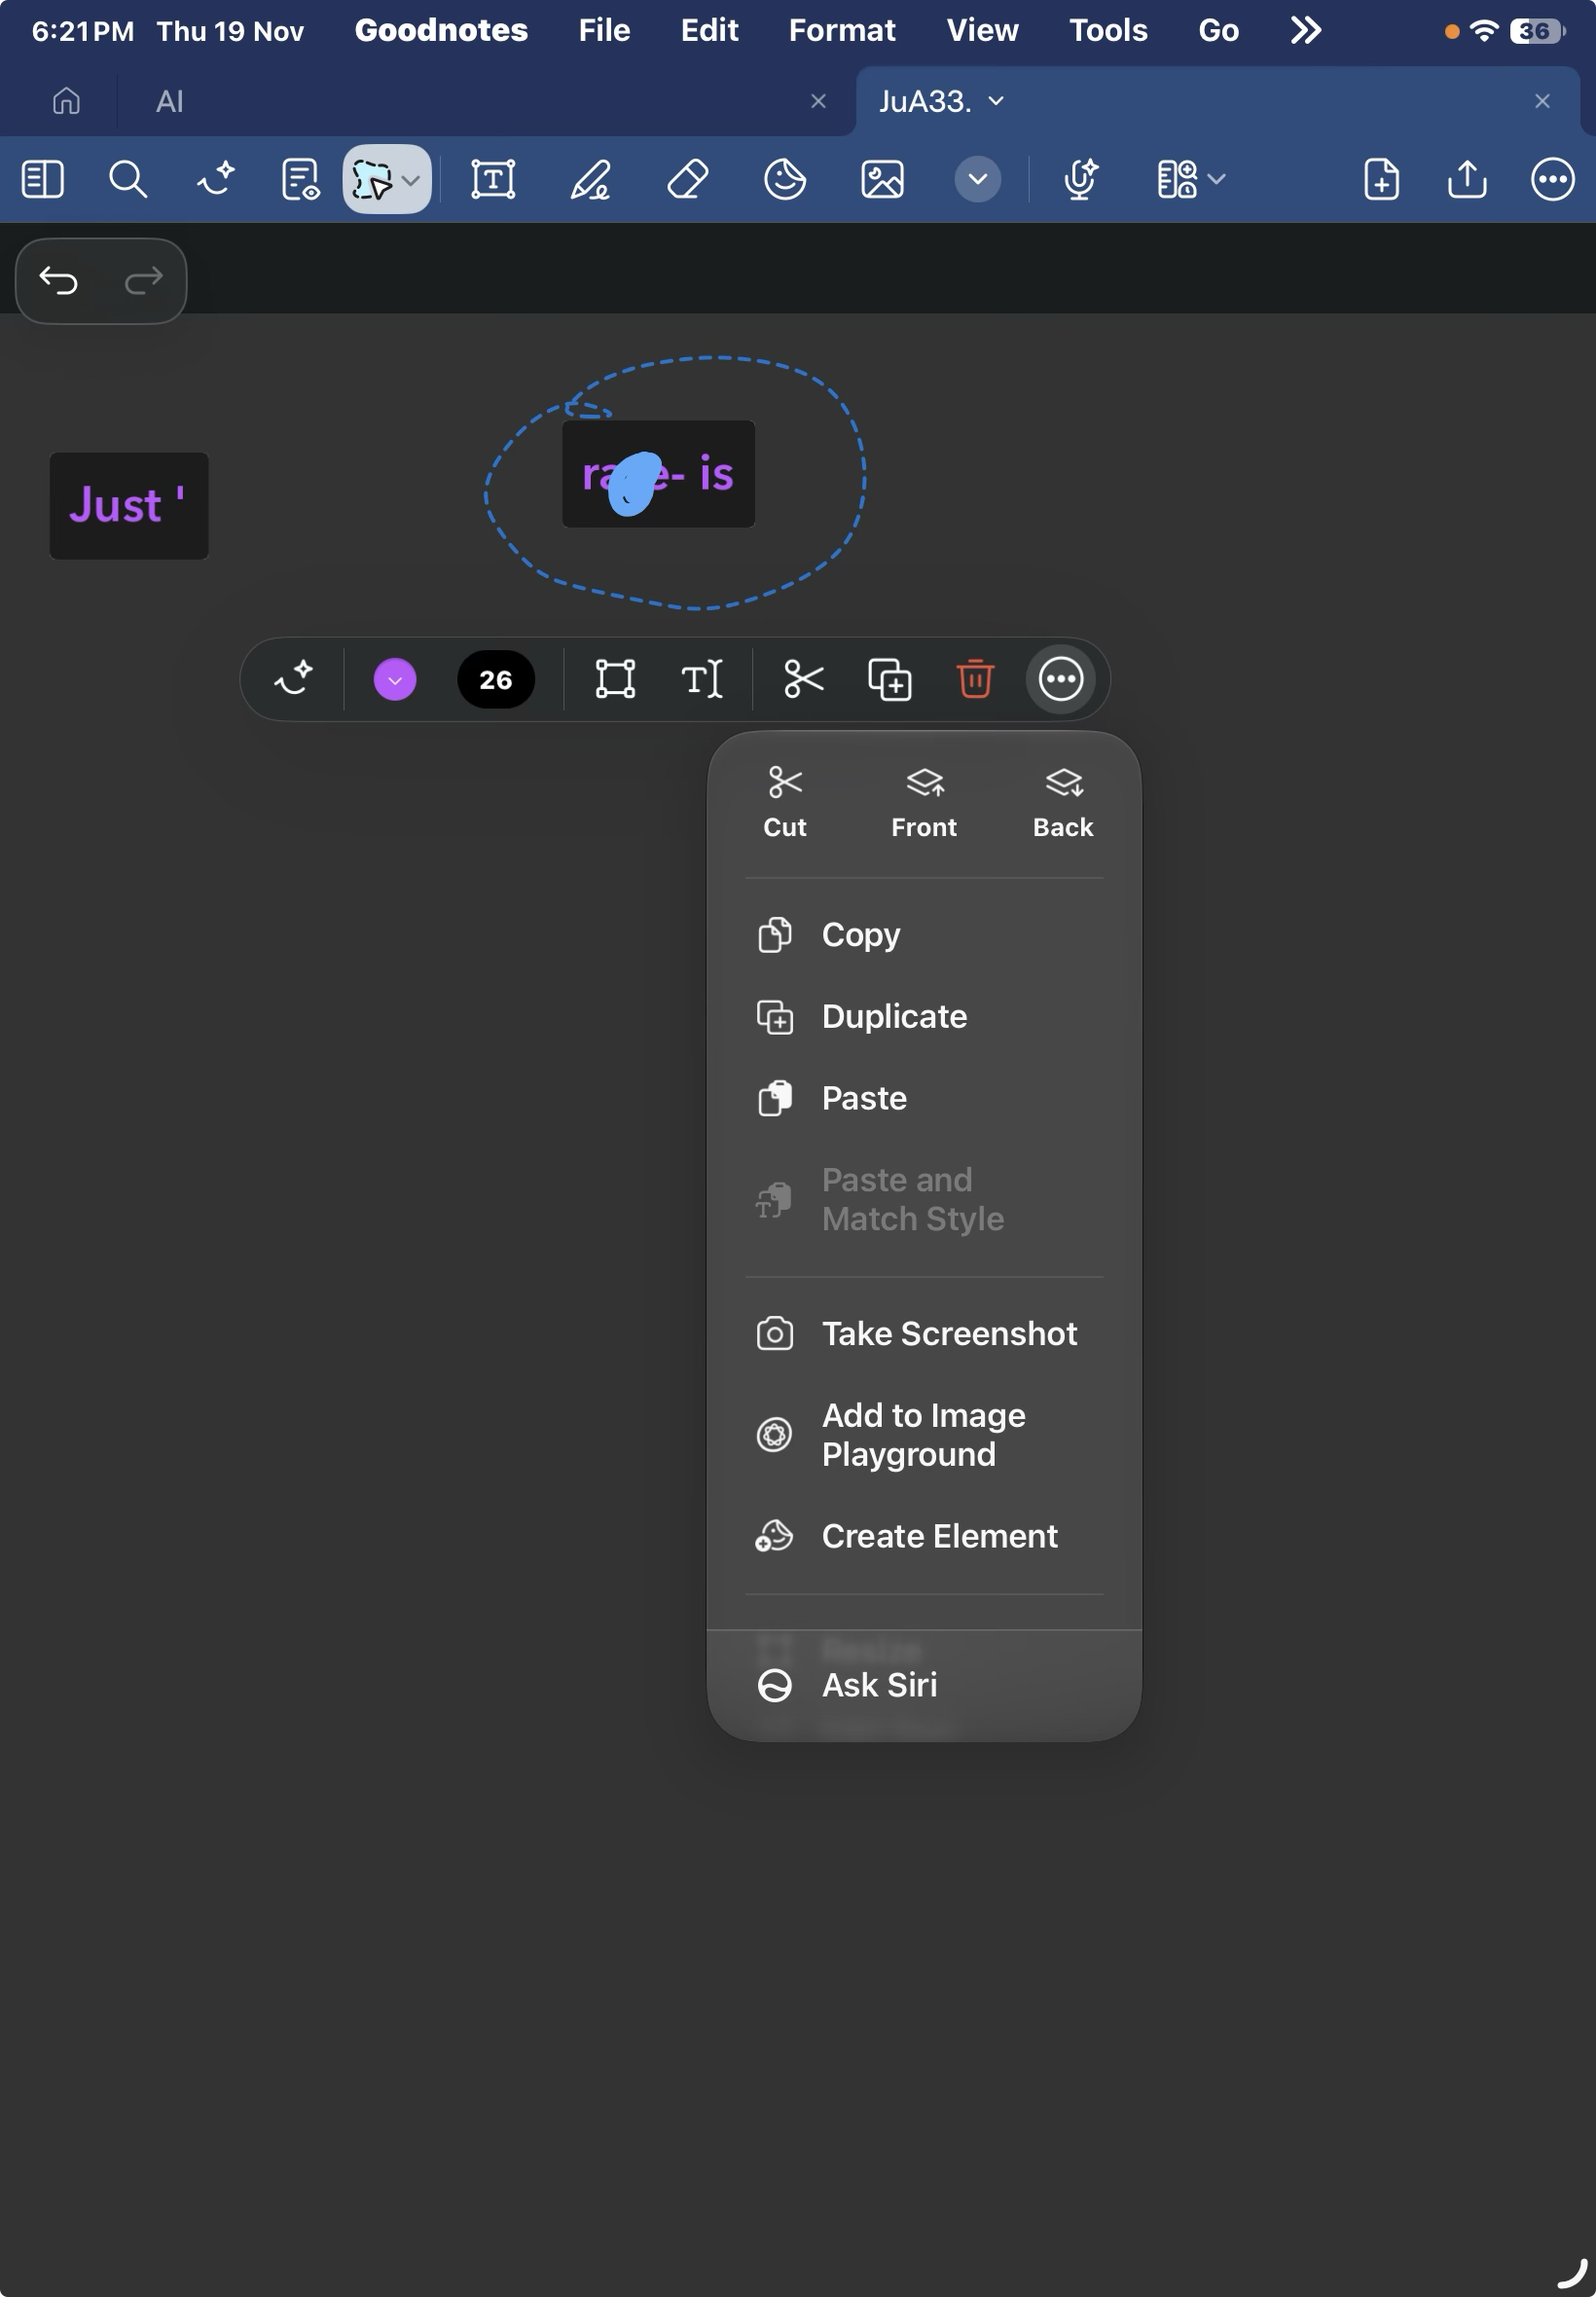 6:21 PM Thu 19 Nov Goodnotes File Edit Format View Tools Go 36
AI JuA33.
Just ' - is
26
Cut Front Back
Copy
Duplicate
Paste
Paste and
Match Style
Take Screenshot
Add to Image
Playground
Create Element
Resize
Ask Siri